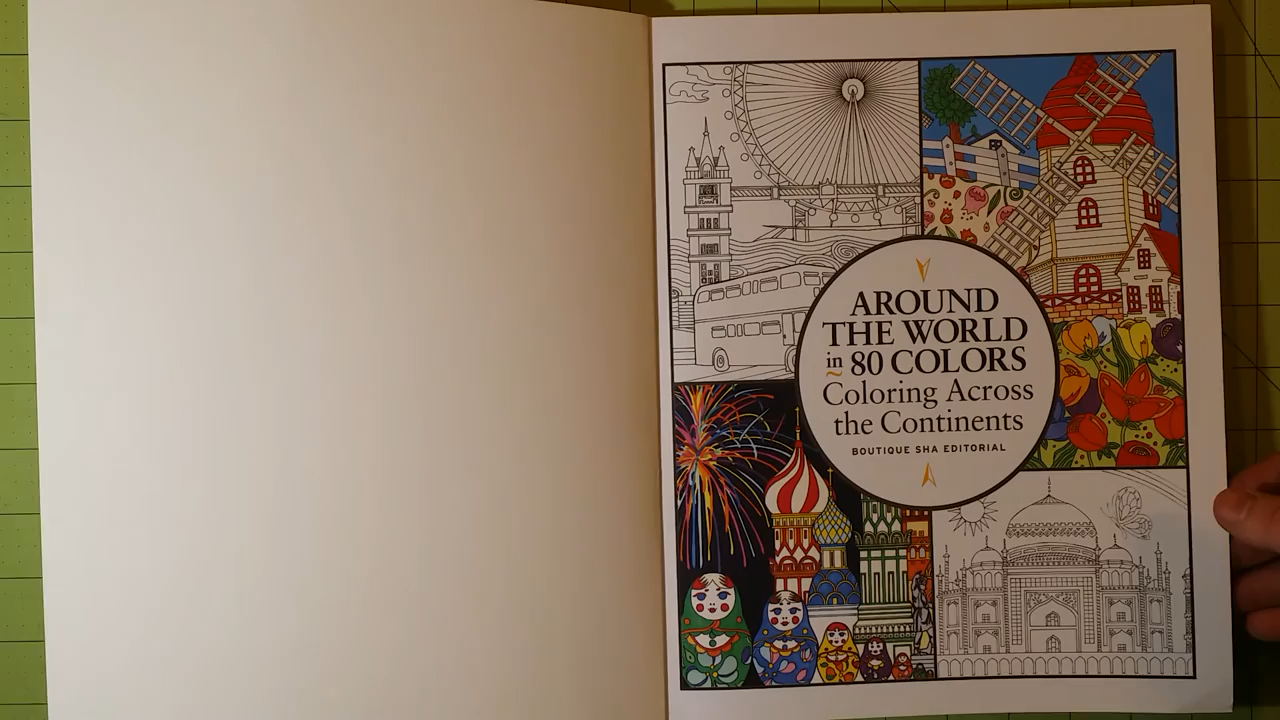 AROUND
THE WORLD
in 80 COLORS
Coloring Across
the Continents
BOUTIQUE SHA EDITORIAL